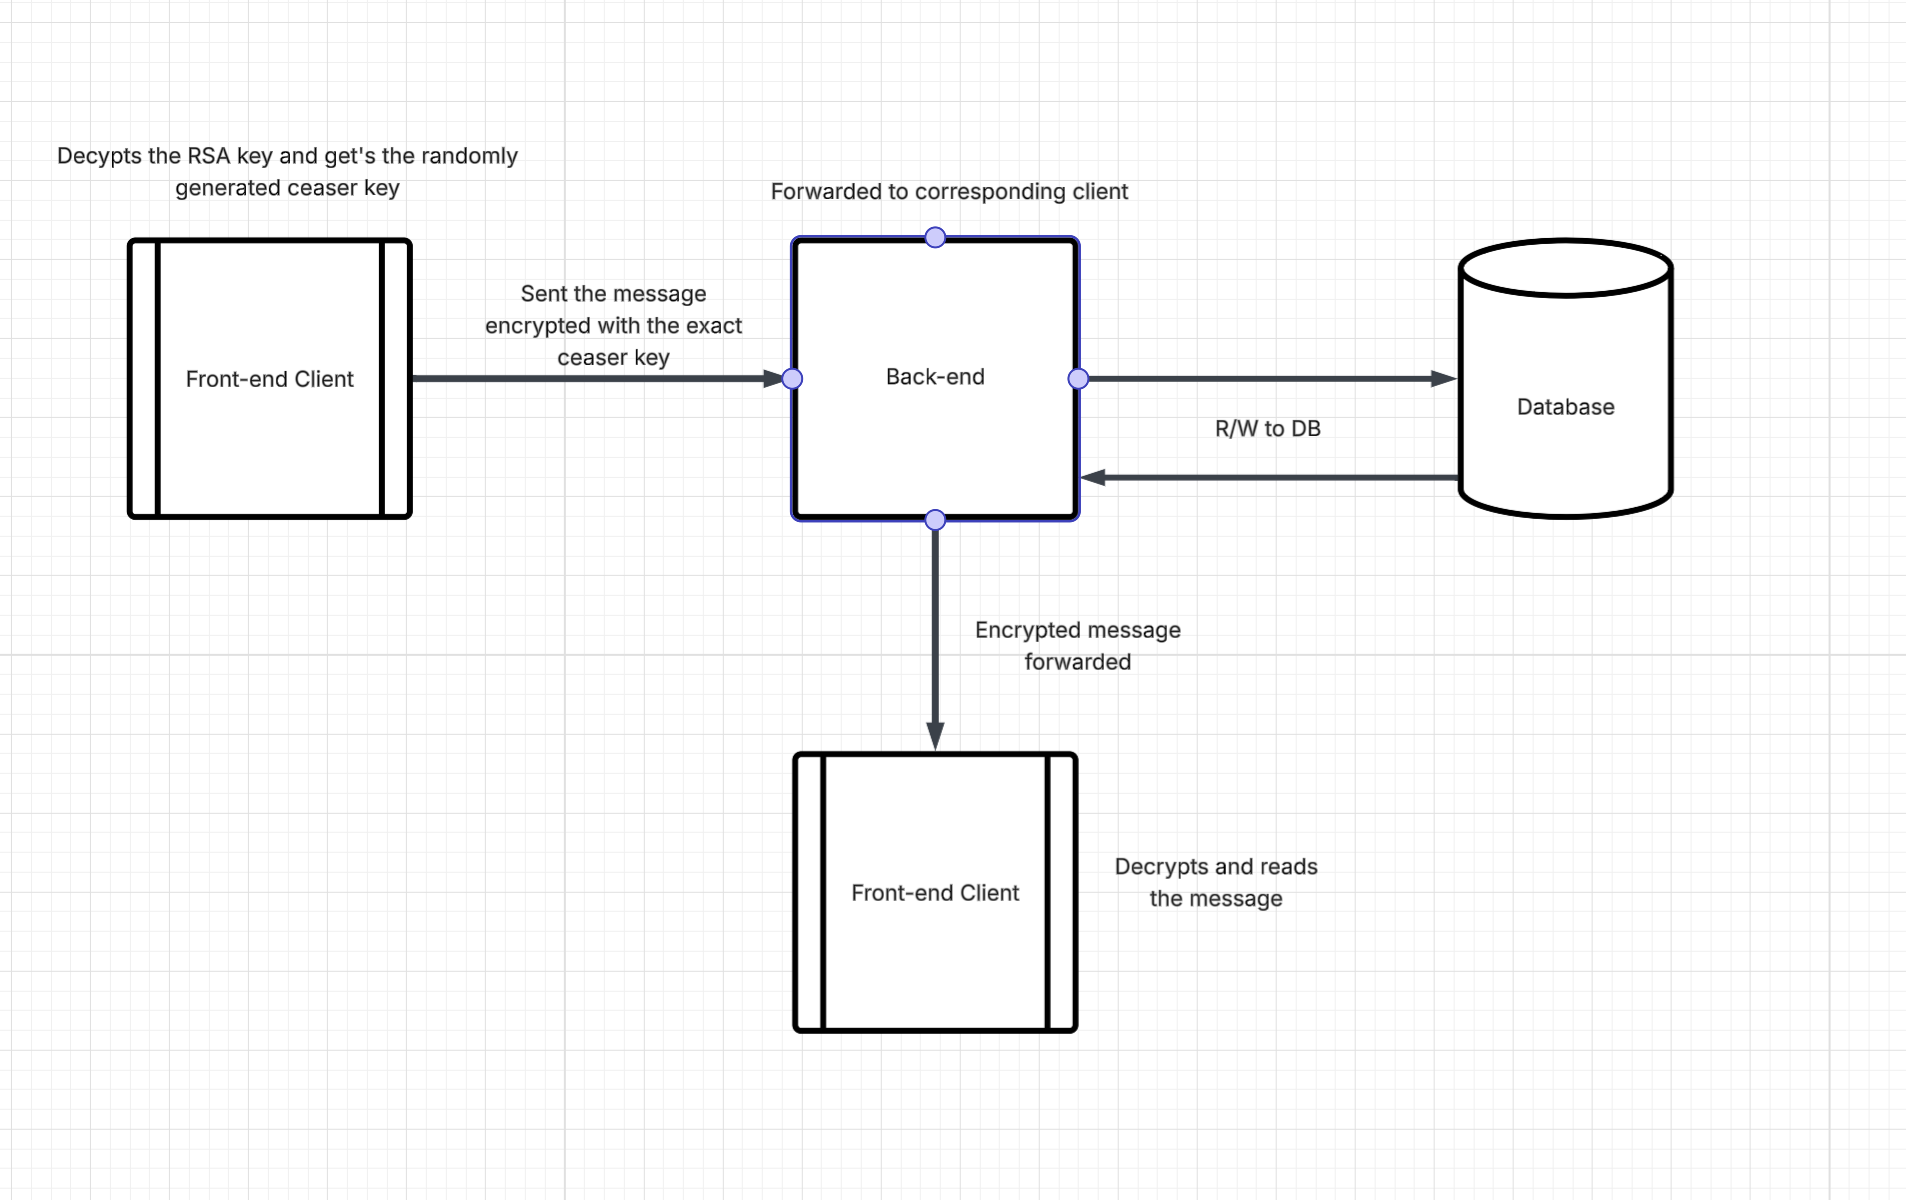 Decypts the RSA key and get's the randomly
generated ceaser key
Forwarded to corresponding client
Sent the message
encrypted with the exact
ceaser key
Front-end Client
Back-end
Database
R/W to DB
Encrypted message
forwarded
Front-end Client
Decrypts and reads
the message